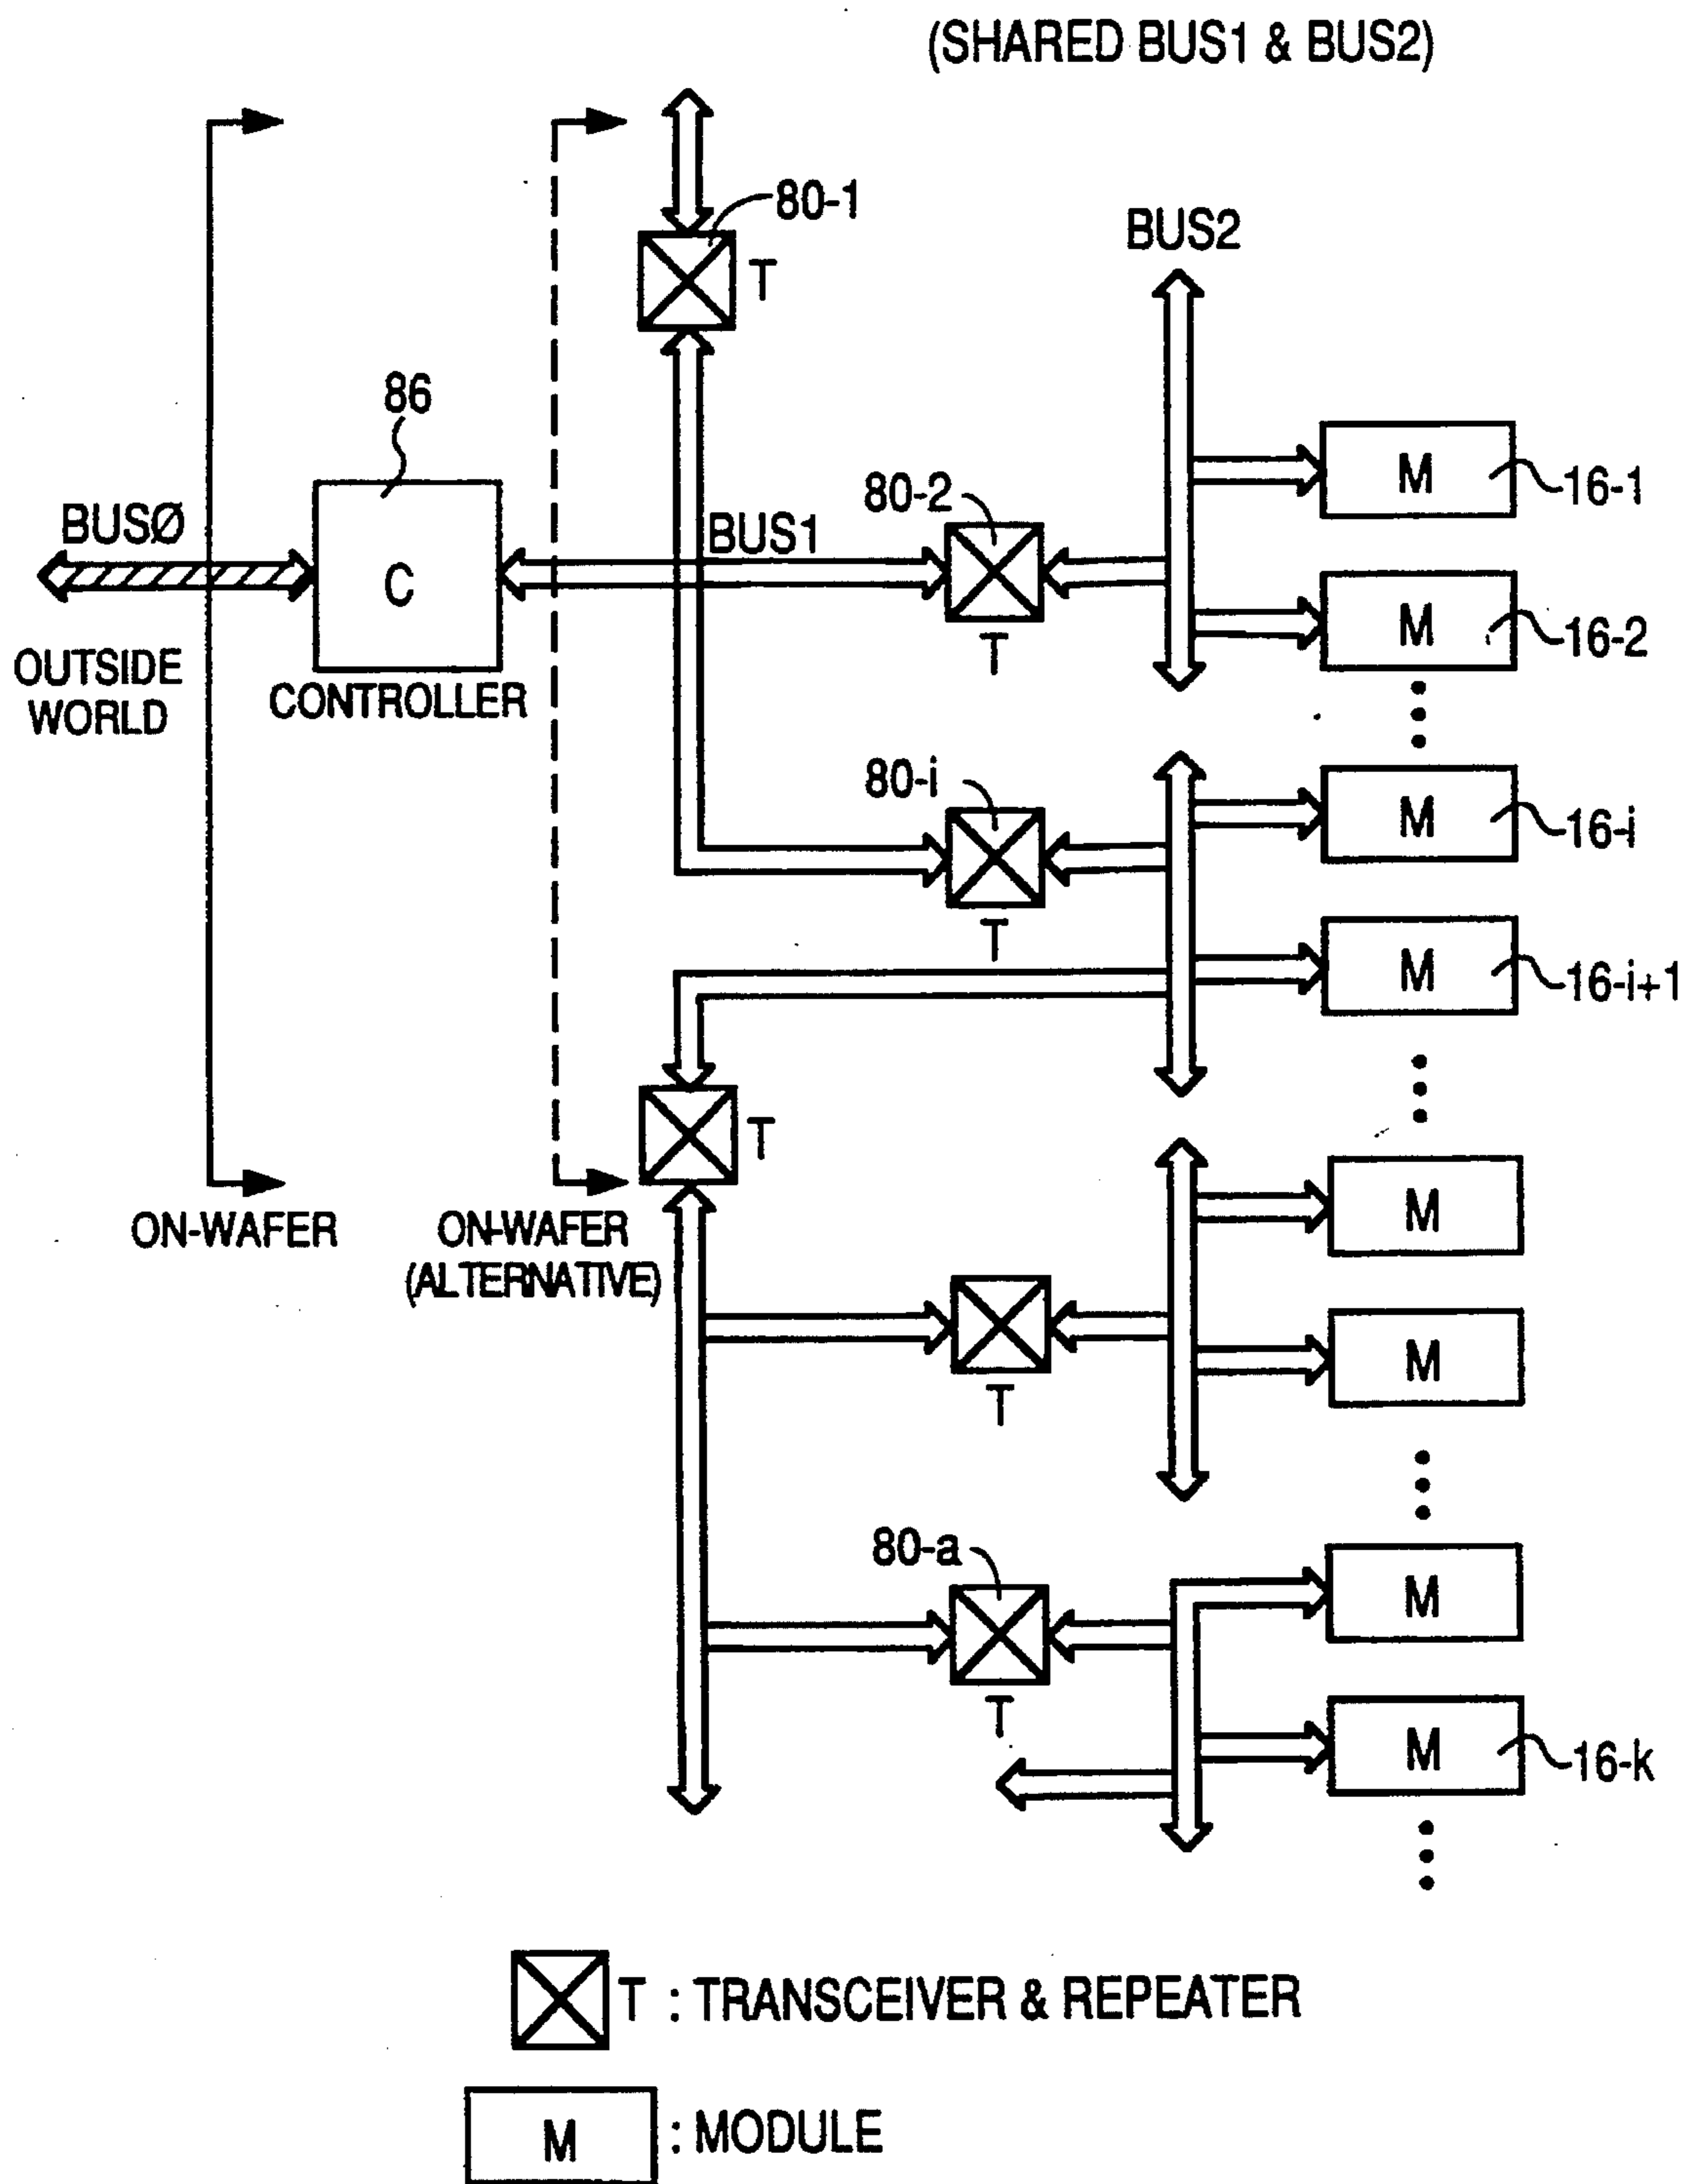 (SHARED BUS1 & BUS2)
80-1
T
BUS2
86
80-2
M
16-1
BUSØ
BUS1
C
T
M
16-2
OUTSIDE
WORLD
CONTROLLER
80-i
M
16-i
T
M
16-i+1
T
ON-WAFER
ON-WAFER
(ALTERNATIVE)
M
M
T
80-a
M
T
M
16-k
T : TRANSCEIVER & REPEATER
M : MODULE